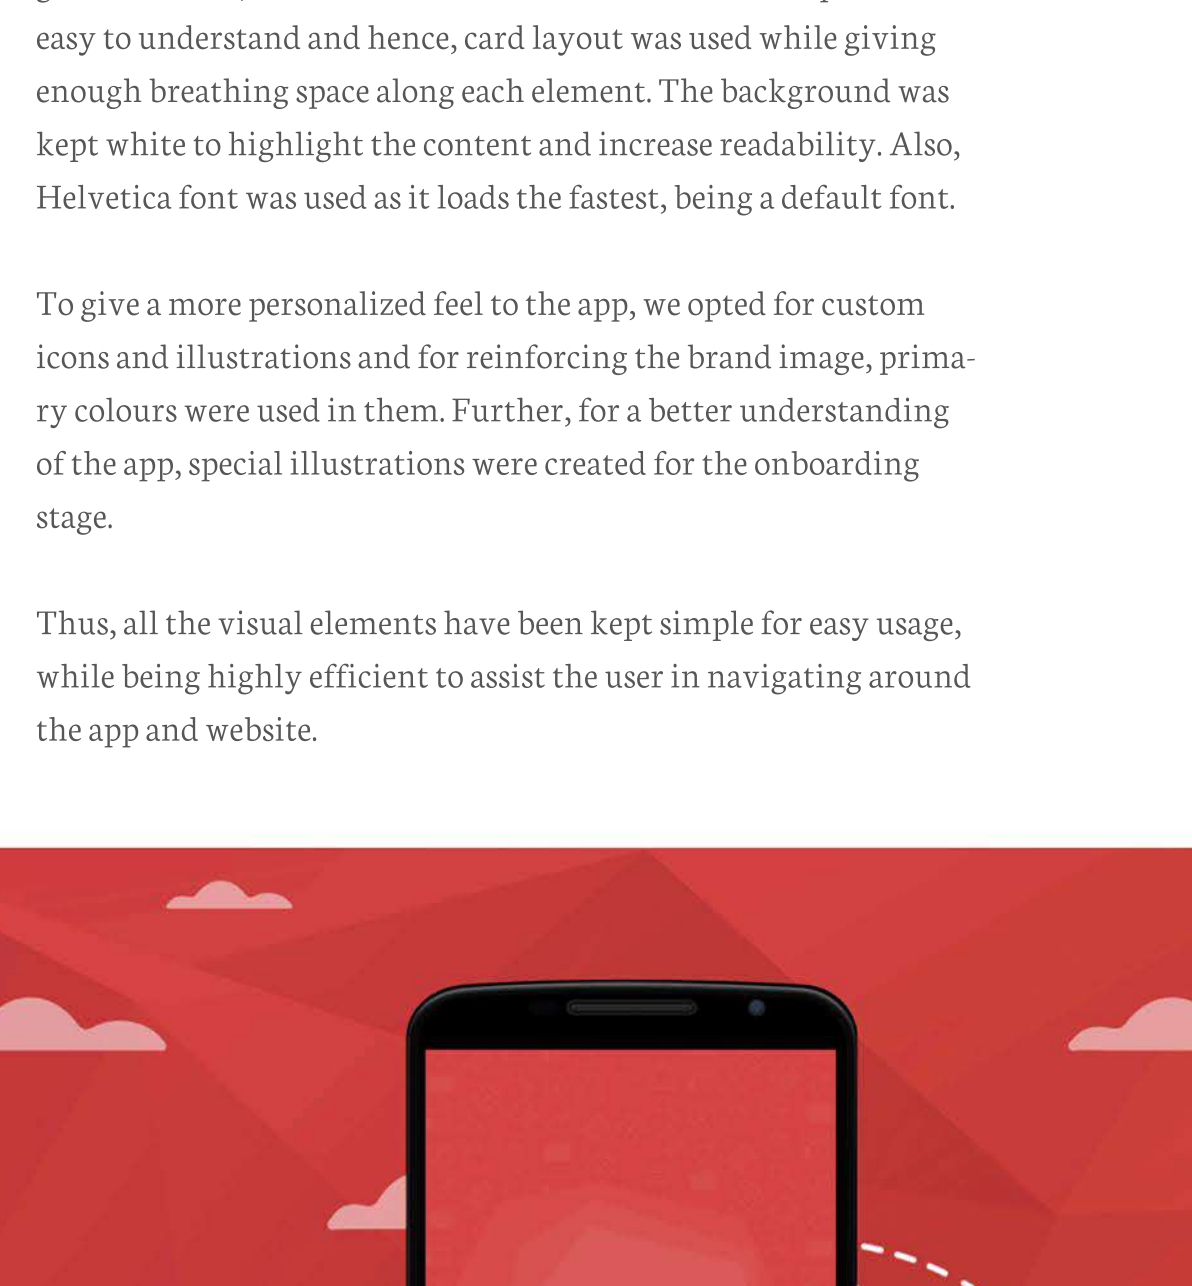 easy to understand and hence, card layout was used while giving
enough breathing space along each element. The background was
kept white to highlight the content and increase readability. Also,
Helvetica font was used as it loads the fastest, being a default font.
To give a more personalized feel to the app, we opted for custom
icons and illustrations and for reinforcing the brand image, prima-
ry colours were used in them. Further, for a better understanding
of the app, special illustrations were created for the onboarding
stage.
Thus, all the visual elements have been kept simple for easy usage,
while being highly efficient to assist the user in navigating around
the app and website.